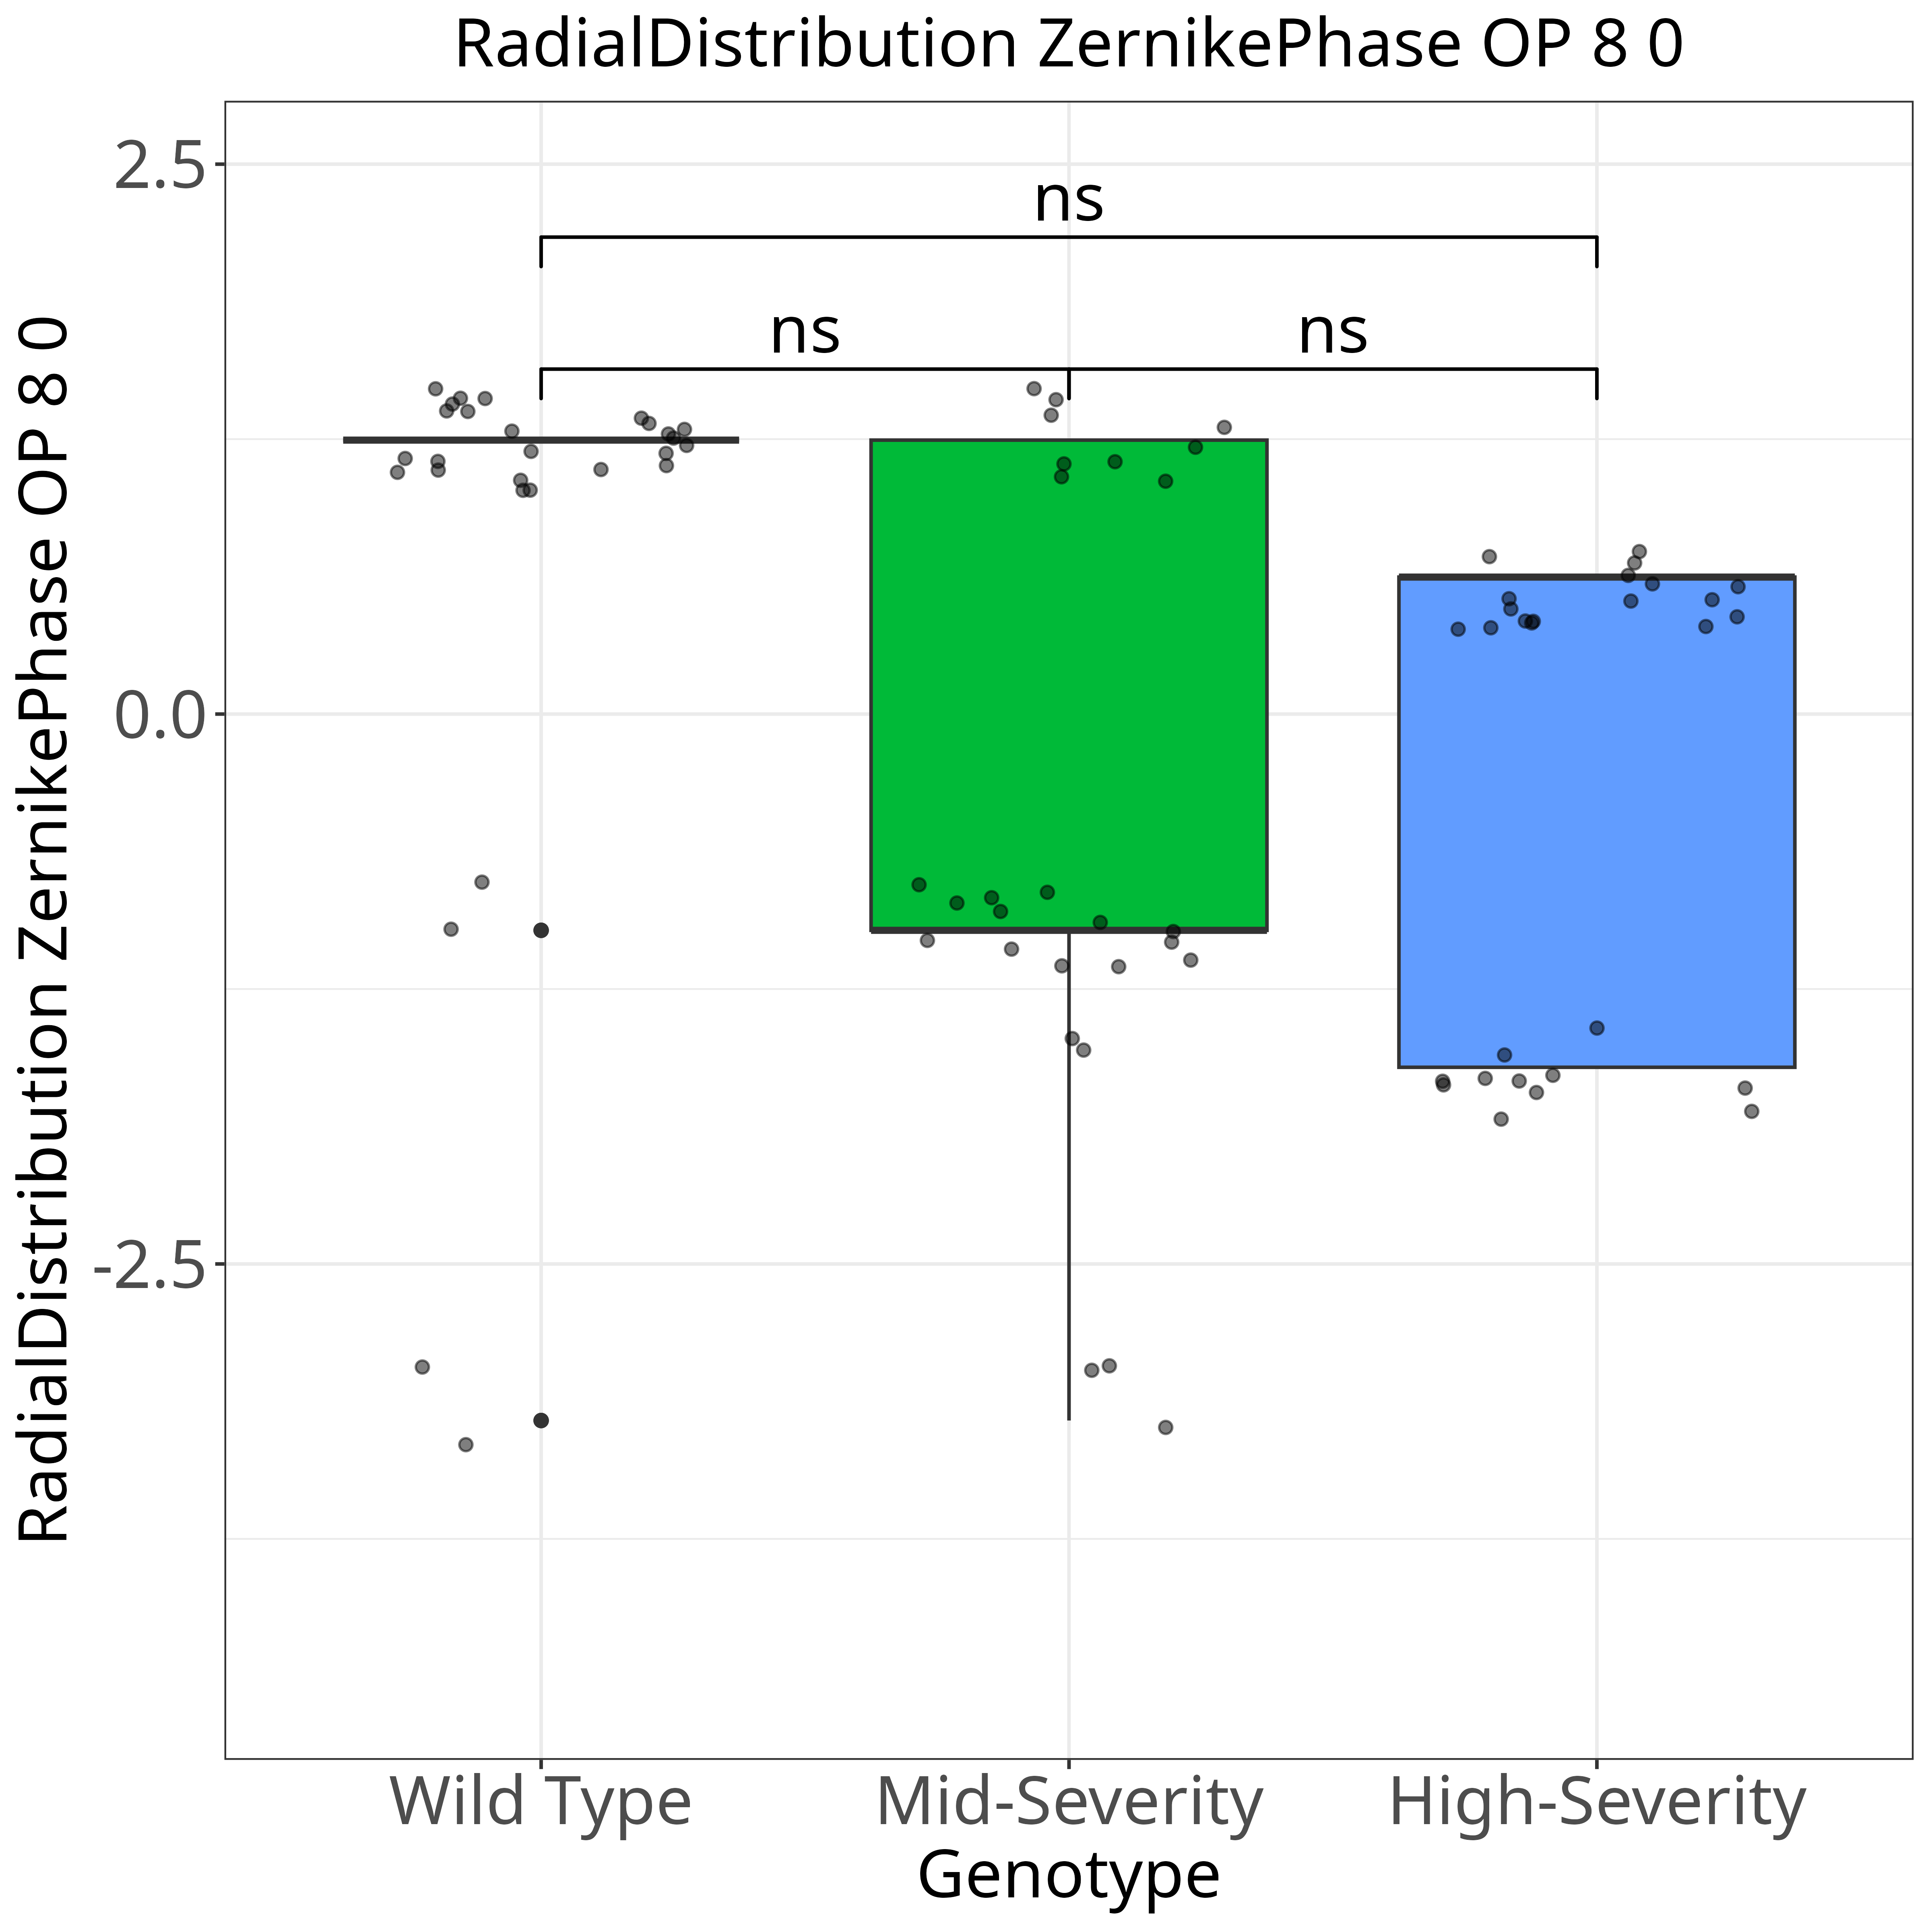 RadialDistribution ZernikePhase OP 8 0
RadialDistribution ZernikePhase OP 8 0
2.5
0.0
-2.5
ns
ns
ns
Wild Type
Mid-Severity
High-Severity
Genotype